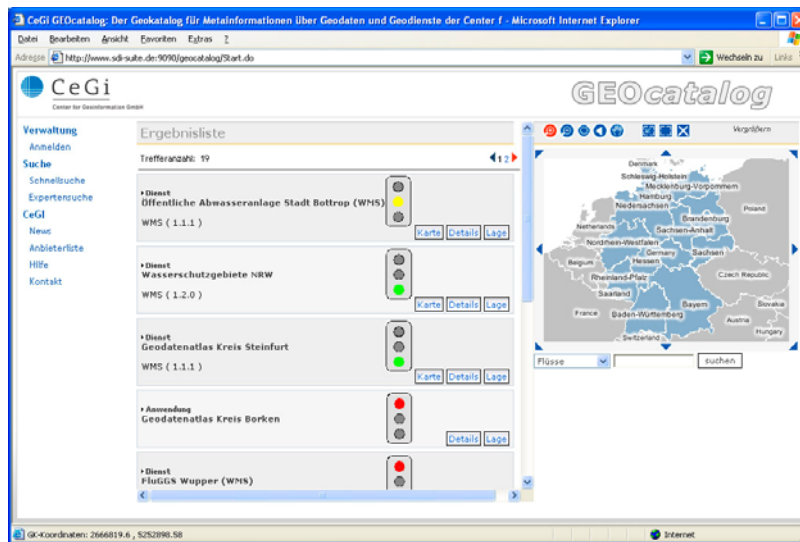 CeGi GEOcatalog: Der Geokatalog für Metainformationen über Geodaten und Geodienste der Center f - Microsoft Internet Explorer
Datei Bearbeiten Ansicht Favoriten Extras ?
Adresse http://www.sdi-suite.de:9090/geocatalog/Start.do Wechseln zu Links
CeGi
Center for Geoinformation GmbH
GEOcatalog
Verwaltung
Anmelden
Suche
Schnellsuche
Expertensuche
CeGI
News
Anbieterliste
Hilfe
Kontakt
Ergebnisliste
Trefferanzahl: 19
1 2
Dienst
Öffentliche Abwasseranlage Stadt Bottrop (WMS)
WMS ( 1.1.1 )
Karte Details Lage
Dienst
Wasserschutzgebiete NRW
WMS ( 1.2.0 )
Karte Details Lage
Dienst
Geodatenatlas Kreis Steinfurt
WMS ( 1.1.1 )
Karte Details Lage
Anwendung
Geodatenatlas Kreis Borken
Details Lage
Dienst
FluGGS Wupper (WMS)
Vergrößern
Denmark
Schleswig-Holstein
Mecklenburg-Vorpommern
Hamburg
Niedersachsen
Brandenburg
Poland
Netherlands
Sachsen-Anhalt
Nordrhein-Westfalen
Germany
Sachsen
Belgium
Hessen
Rheinland-Pfalz
Czech Republic
Saarland
Bayern
Slovakia
France
Baden-Württemberg
Austria
Hungary
Switzerland
Flüsse suchen
GK-Koordinaten: 2666819.6 , 5252898.58
Internet